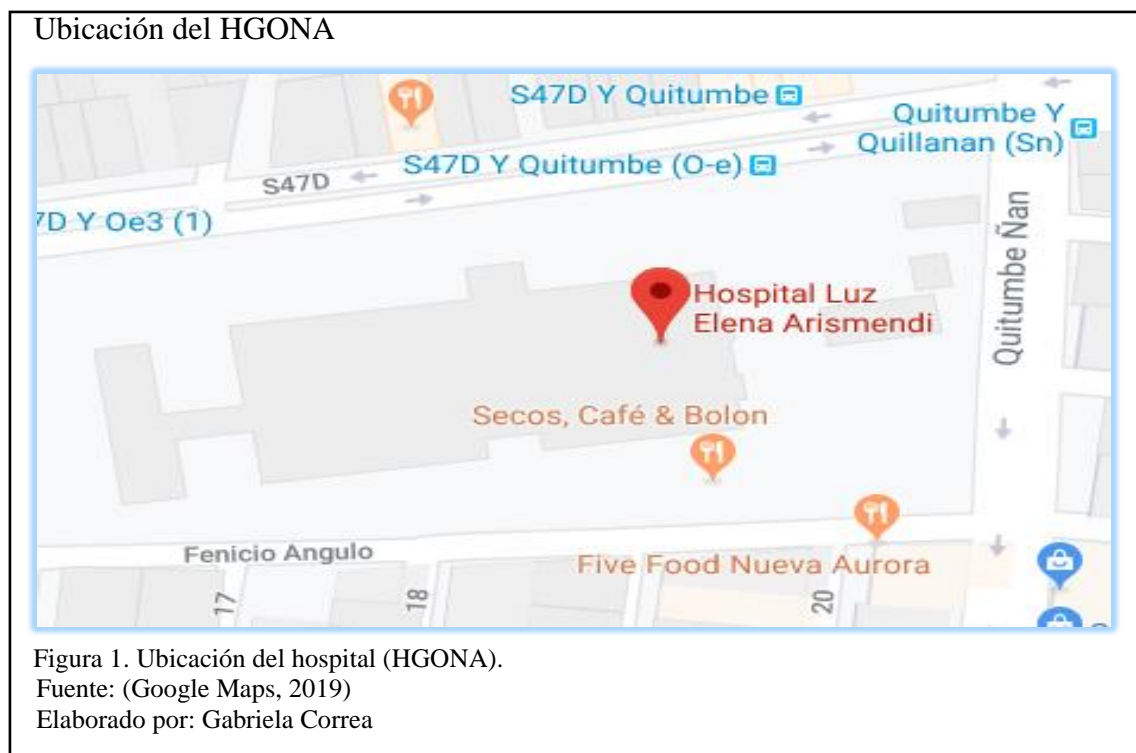 Ubicación del HGONA
S47D Y Quitumbe
Quitumbe Y
Quillanan (Sn)
S47D Y Quitumbe (O-e)
S47D
7D Y Oe3 (1)
Quitumbe Ñan
Hospital Luz
Elena Arismendi
Secos, Café & Bolon
Fenicio Angulo
Five Food Nueva Aurora
17
18
20
Figura 1. Ubicación del hospital (HGONA).
Fuente: (Google Maps, 2019)
Elaborado por: Gabriela Correa